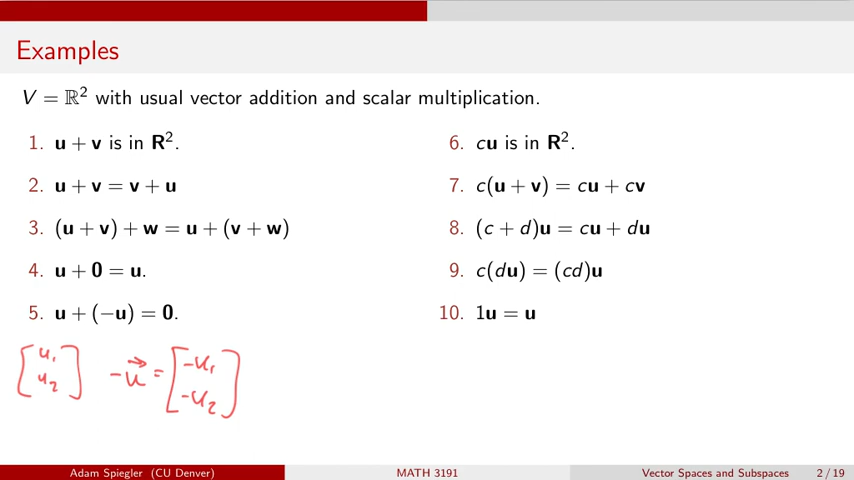 Examples
V = ℝ² with usual vector addition and scalar multiplication.
1. u + v is in R².
2. u + v = v + u
3. (u + v) + w = u + (v + w)
4. u + 0 = u.
5. u + (−u) = 0.
6. cu is in R².
7. c(u + v) = cu + cv
8. (c + d)u = cu + du
9. c(du) = (cd)u
10. 1u = u
[u₁ u₂] −u⃗ = [−u₁ −u₂]
Adam Spiegler (CU Denver) MATH 3191 Vector Spaces and Subspaces 2 / 19